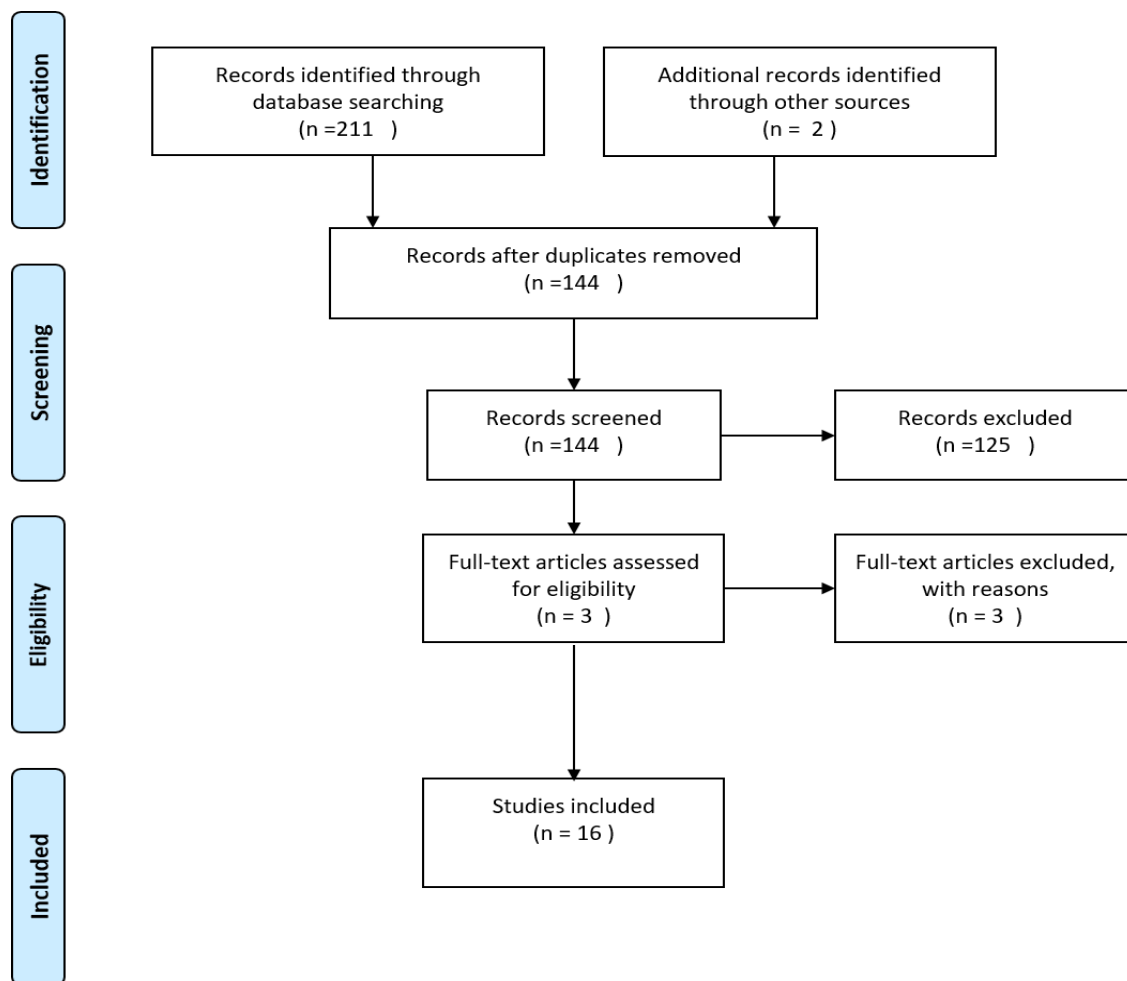 Identification
Records identified through
database searching
(n =211   )
Additional records identified
through other sources
(n =  2 )
Records after duplicates removed
(n =144   )
Screening
Records screened
(n =144   )
Records excluded
(n =125   )
Eligibility
Full-text articles assessed
for eligibility
(n = 3  )
Full-text articles excluded,
with reasons
(n = 3  )
Included
Studies included
(n = 16 )